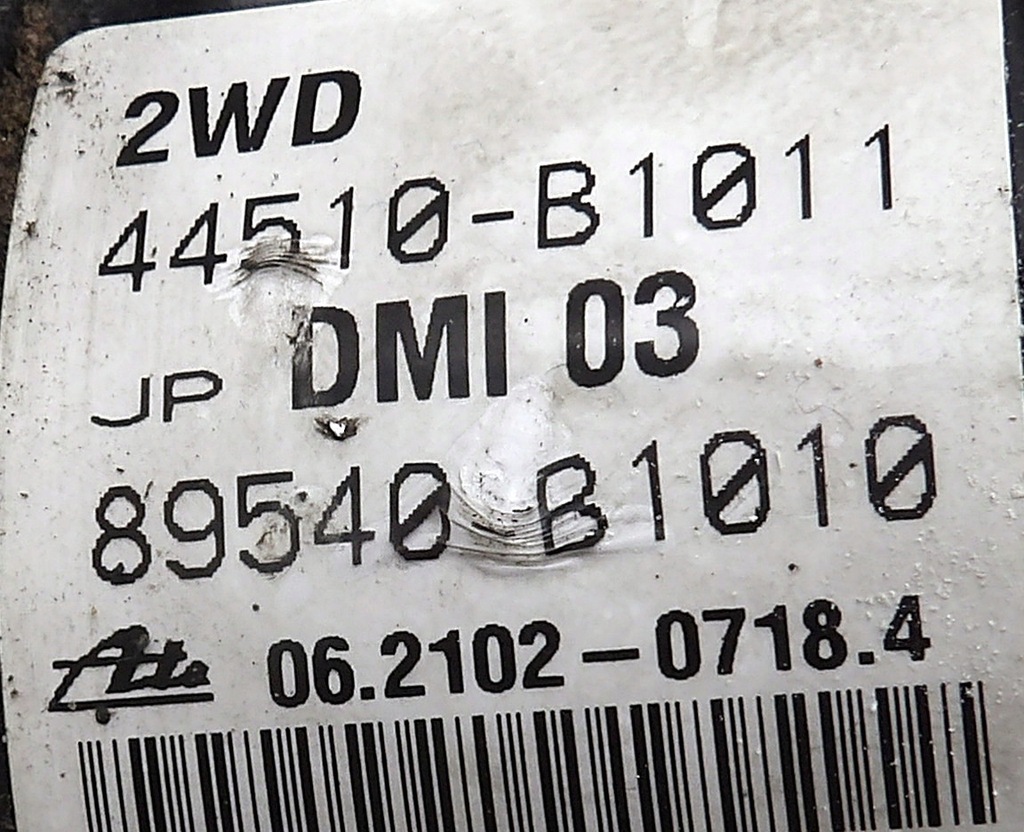 2WD
44510-B1011
DMI 03
JP
89540-B1010
Ate 06.2102-0718.4